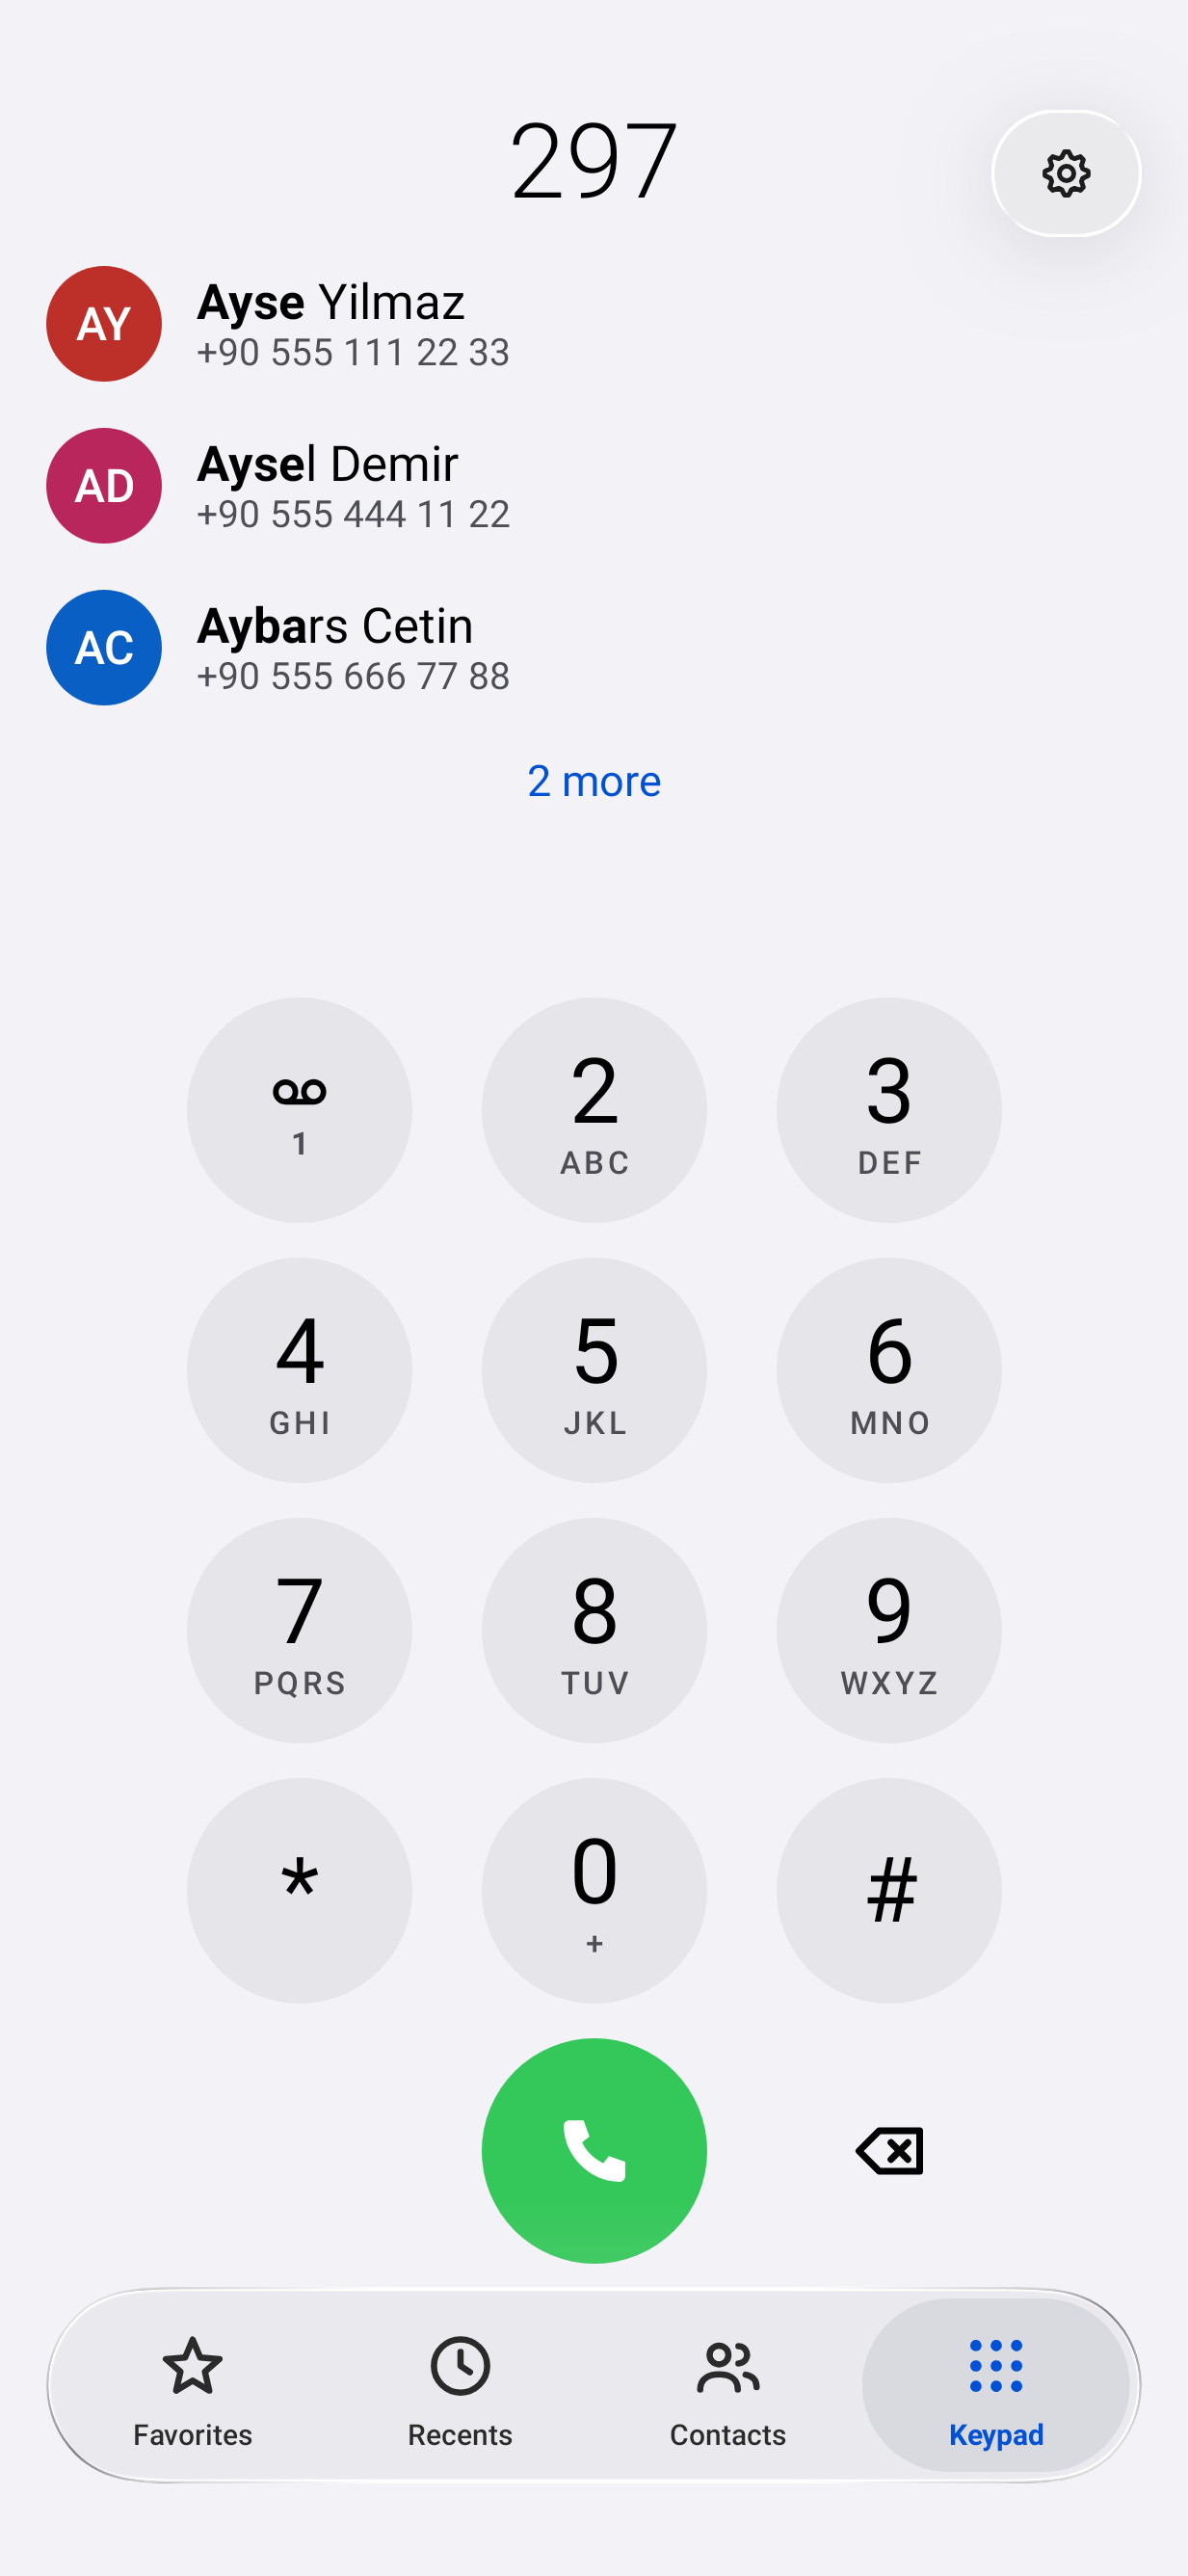 297
AY
Ayse Yilmaz
+90 555 111 22 33
AD
Aysel Demir
+90 555 444 11 22
AC
Aybars Cetin
+90 555 666 77 88
2 more
1
2
ABC
3
DEF
4
GHI
5
JKL
6
MNO
7
PQRS
8
TUV
9
WXYZ
*
0
+
#
Favorites
Recents
Contacts
Keypad